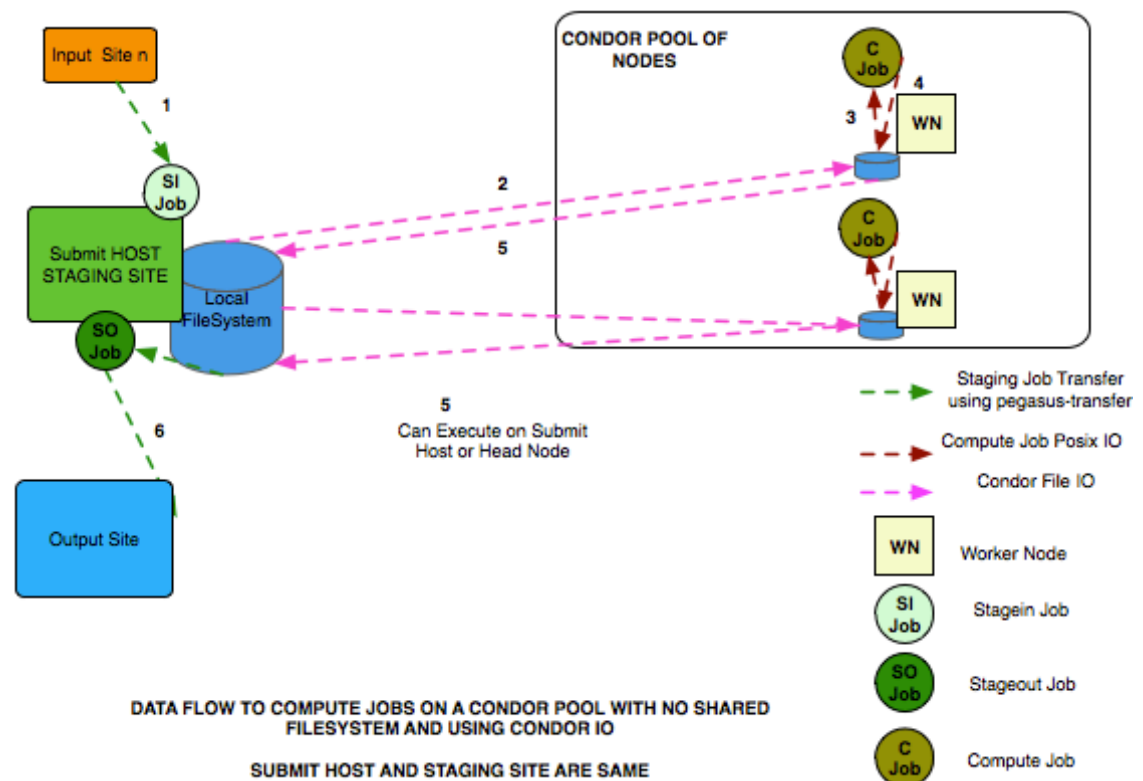 Input Site n
1
SI
Job
Submit HOST
STAGING SITE
Local
FileSystem
SO
Job
6
Output Site
2
5
5
Can Execute on Submit
Host or Head Node
CONDOR POOL OF
NODES
C
Job
4
3
WN
C
Job
WN
Staging Job Transfer
using pegasus-transfer
Compute Job Posix IO
Condor File IO
WN
Worker Node
SI
Job
Stagein Job
SO
Job
Stageout Job
C
Job
Compute Job
DATA FLOW TO COMPUTE JOBS ON A CONDOR POOL WITH NO SHARED
FILESYSTEM AND USING CONDOR IO
SUBMIT HOST AND STAGING SITE ARE SAME